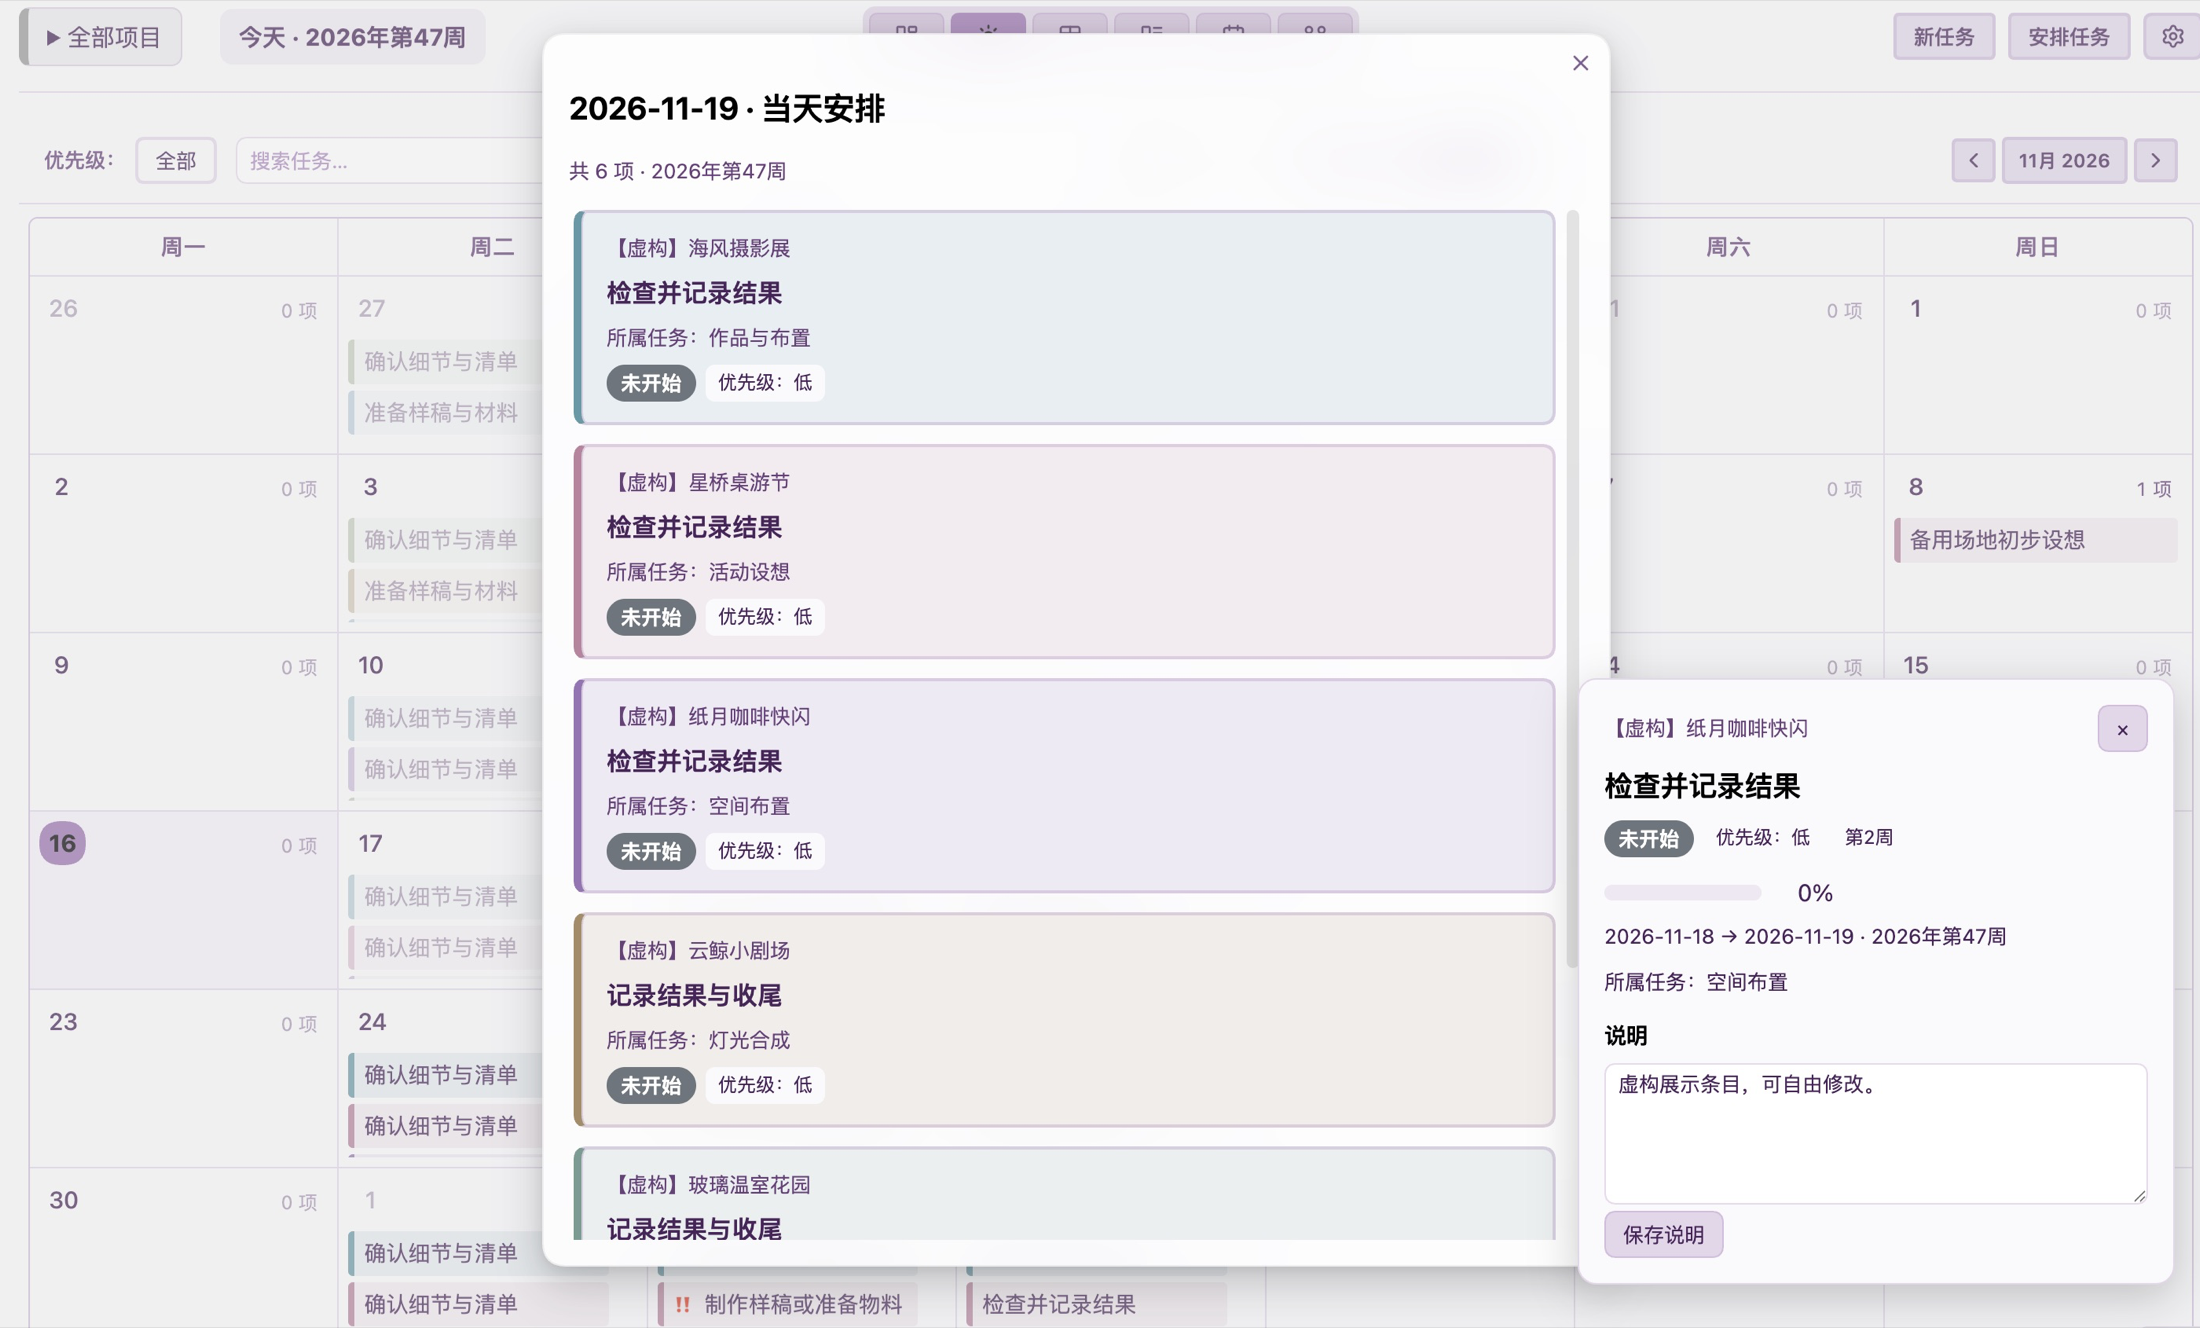 ▶ 全部项目
今天 · 2026年第47周
新任务
安排任务
优先级：
全部
搜索任务...
11月 2026
周一
周二
周六
周日
26
0 项
27
确认细节与清单
准备样稿与材料
0 项
1
0 项
2
0 项
3
确认细节与清单
准备样稿与材料
0 项
8
1 项
备用场地初步设想
9
0 项
10
确认细节与清单
确认细节与清单
4
0 项
15
0 项
16
0 项
17
确认细节与清单
确认细节与清单
23
0 项
24
确认细节与清单
确认细节与清单
30
0 项
1
确认细节与清单
确认细节与清单
!! 制作样稿或准备物料
检查并记录结果
2026-11-19 · 当天安排
共 6 项 · 2026年第47周
【虚构】海风摄影展
检查并记录结果
所属任务：作品与布置
未开始
优先级：低
【虚构】星桥桌游节
检查并记录结果
所属任务：活动设想
未开始
优先级：低
【虚构】纸月咖啡快闪
检查并记录结果
所属任务：空间布置
未开始
优先级：低
【虚构】云鲸小剧场
记录结果与收尾
所属任务：灯光合成
未开始
优先级：低
【虚构】玻璃温室花园
记录结果与收尾
【虚构】纸月咖啡快闪
×
检查并记录结果
未开始
优先级：低
第2周
0%
2026-11-18 → 2026-11-19 · 2026年第47周
所属任务：空间布置
说明
虚构展示条目，可自由修改。
保存说明